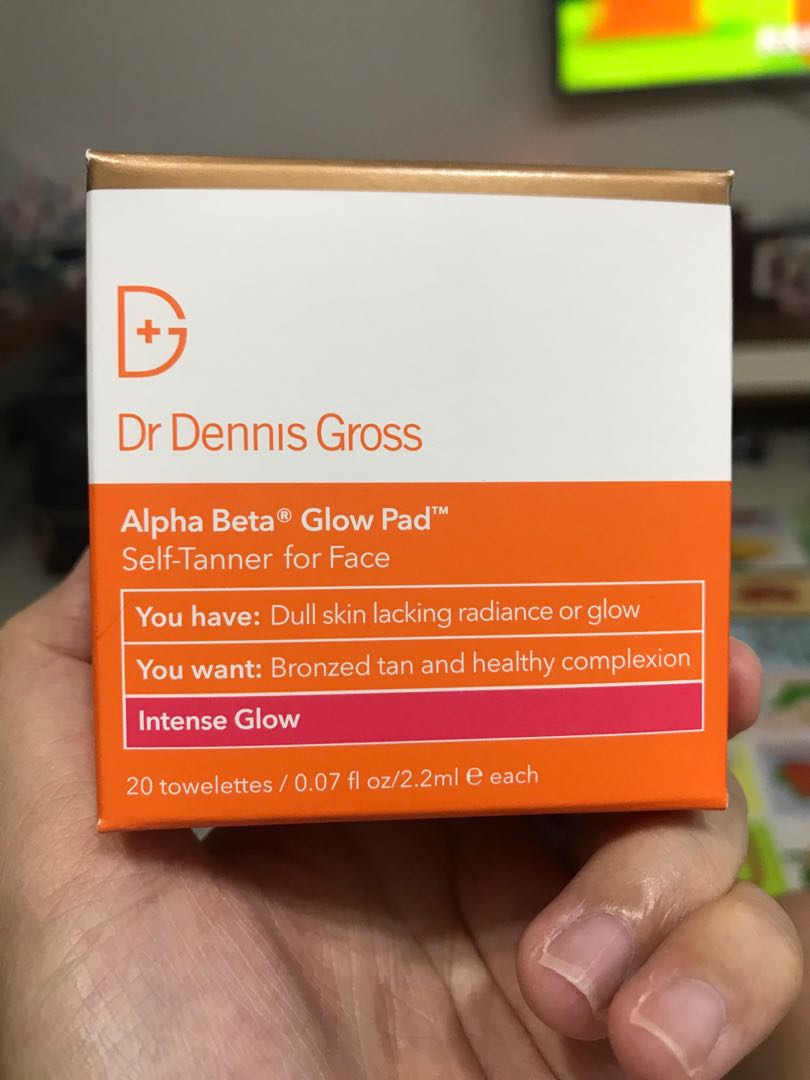 Dr Dennis Gross
Alpha Beta® Glow Pad™
Self-Tanner for Face
You have: Dull skin lacking radiance or glow
You want: Bronzed tan and healthy complexion
Intense Glow
20 towelettes / 0.07 fl oz/2.2ml ℮ each